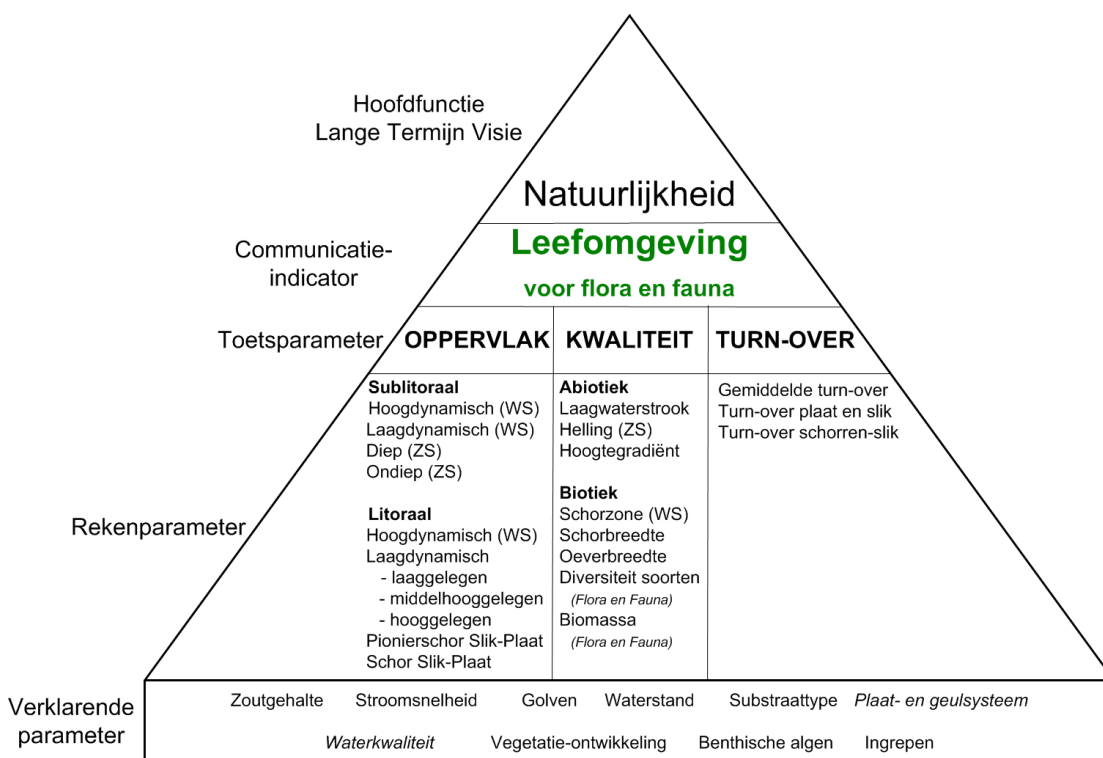 Hoofdfunctie
Lange Termijn Visie
Natuurlijkheid
Communicatie-
indicator
Leefomgeving
voor flora en fauna
Toetsparameter
OPPERVLAK
KWALITEIT
TURN-OVER
Rekenparameter
Sublitoraal
Hoogdynamisch (WS)
Laagdynamisch (WS)
Diep (ZS)
Ondiep (ZS)
Litoraal
Hoogdynamisch (WS)
Laagdynamisch
- laaggelegen
- middelhooggelegen
- hooggelegen
Pionierschor Slik-Plaat
Schor Slik-Plaat
Abiotiek
Laagwaterstrook
Helling (ZS)
Hoogtegradiënt
Biotiek
Schorzone (WS)
Schorbreedte
Oeverbreedte
Diversiteit soorten
(Flora en Fauna)
Biomassa
(Flora en Fauna)
Gemiddelde turn-over
Turn-over plaat en slik
Turn-over schorren-slik
Verklarende
parameter
Zoutgehalte Stroomsnelheid Golven Waterstand Substraattype Plaat- en geulsysteem
Waterkwaliteit Vegetatie-ontwikkeling Benthische algen Ingrepen